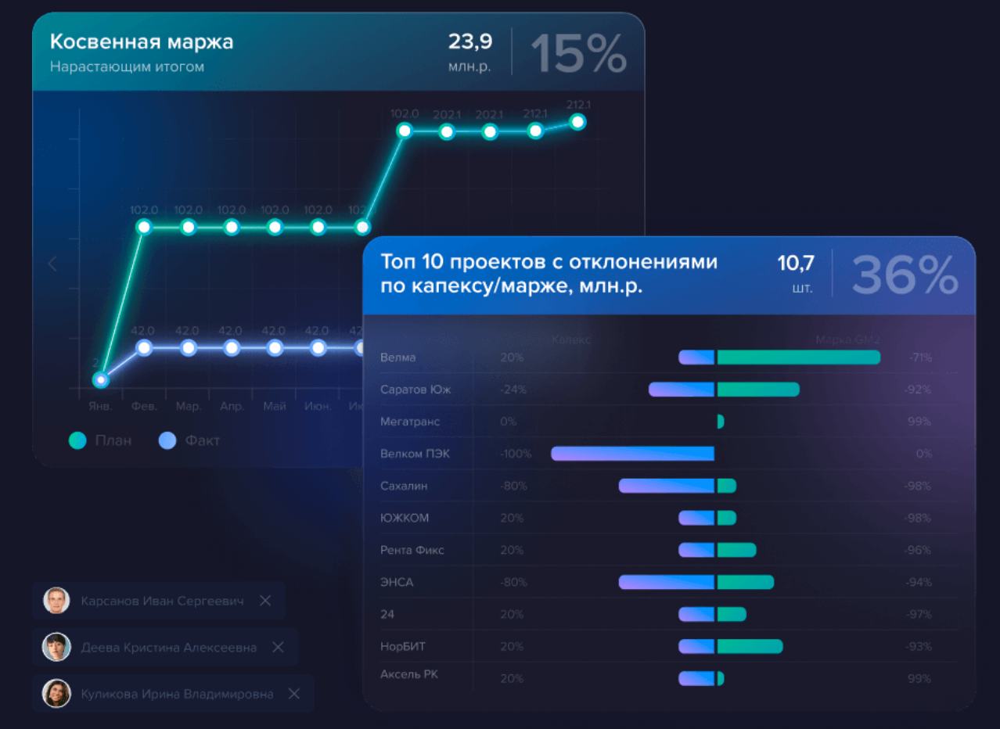 Косвенная маржа
Нарастающим итогом
23,9
млн.р.
15%
102.0 202.1 202.1 212.1 212.1
102.0 102.0 102.0 102.0 102.0 102
42.0 42.0 42.0 42.0 42.0 42
2
Янв. Фев. Мар. Апр. Май Июн. Ик
План Факт
Топ 10 проектов с отклонениями
по капексу/марже, млн.р.
10,7
шт.
36%
Капекс Маржа GM2
Велма 20% -71%
Саратов Юж -24% -92%
Мегатранс 0% 99%
Велком ПЭК -100% 0%
Сахалин -80% -98%
ЮЖКОМ 20% -98%
Рента Фикс 20% -96%
ЭНСА -80% -94%
24 20% -97%
НорБИТ 20% -93%
Аксель РК 20% 99%
Карсанов Иван Сергеевич
Деева Кристина Алексеевна
Куликова Ирина Владимировна